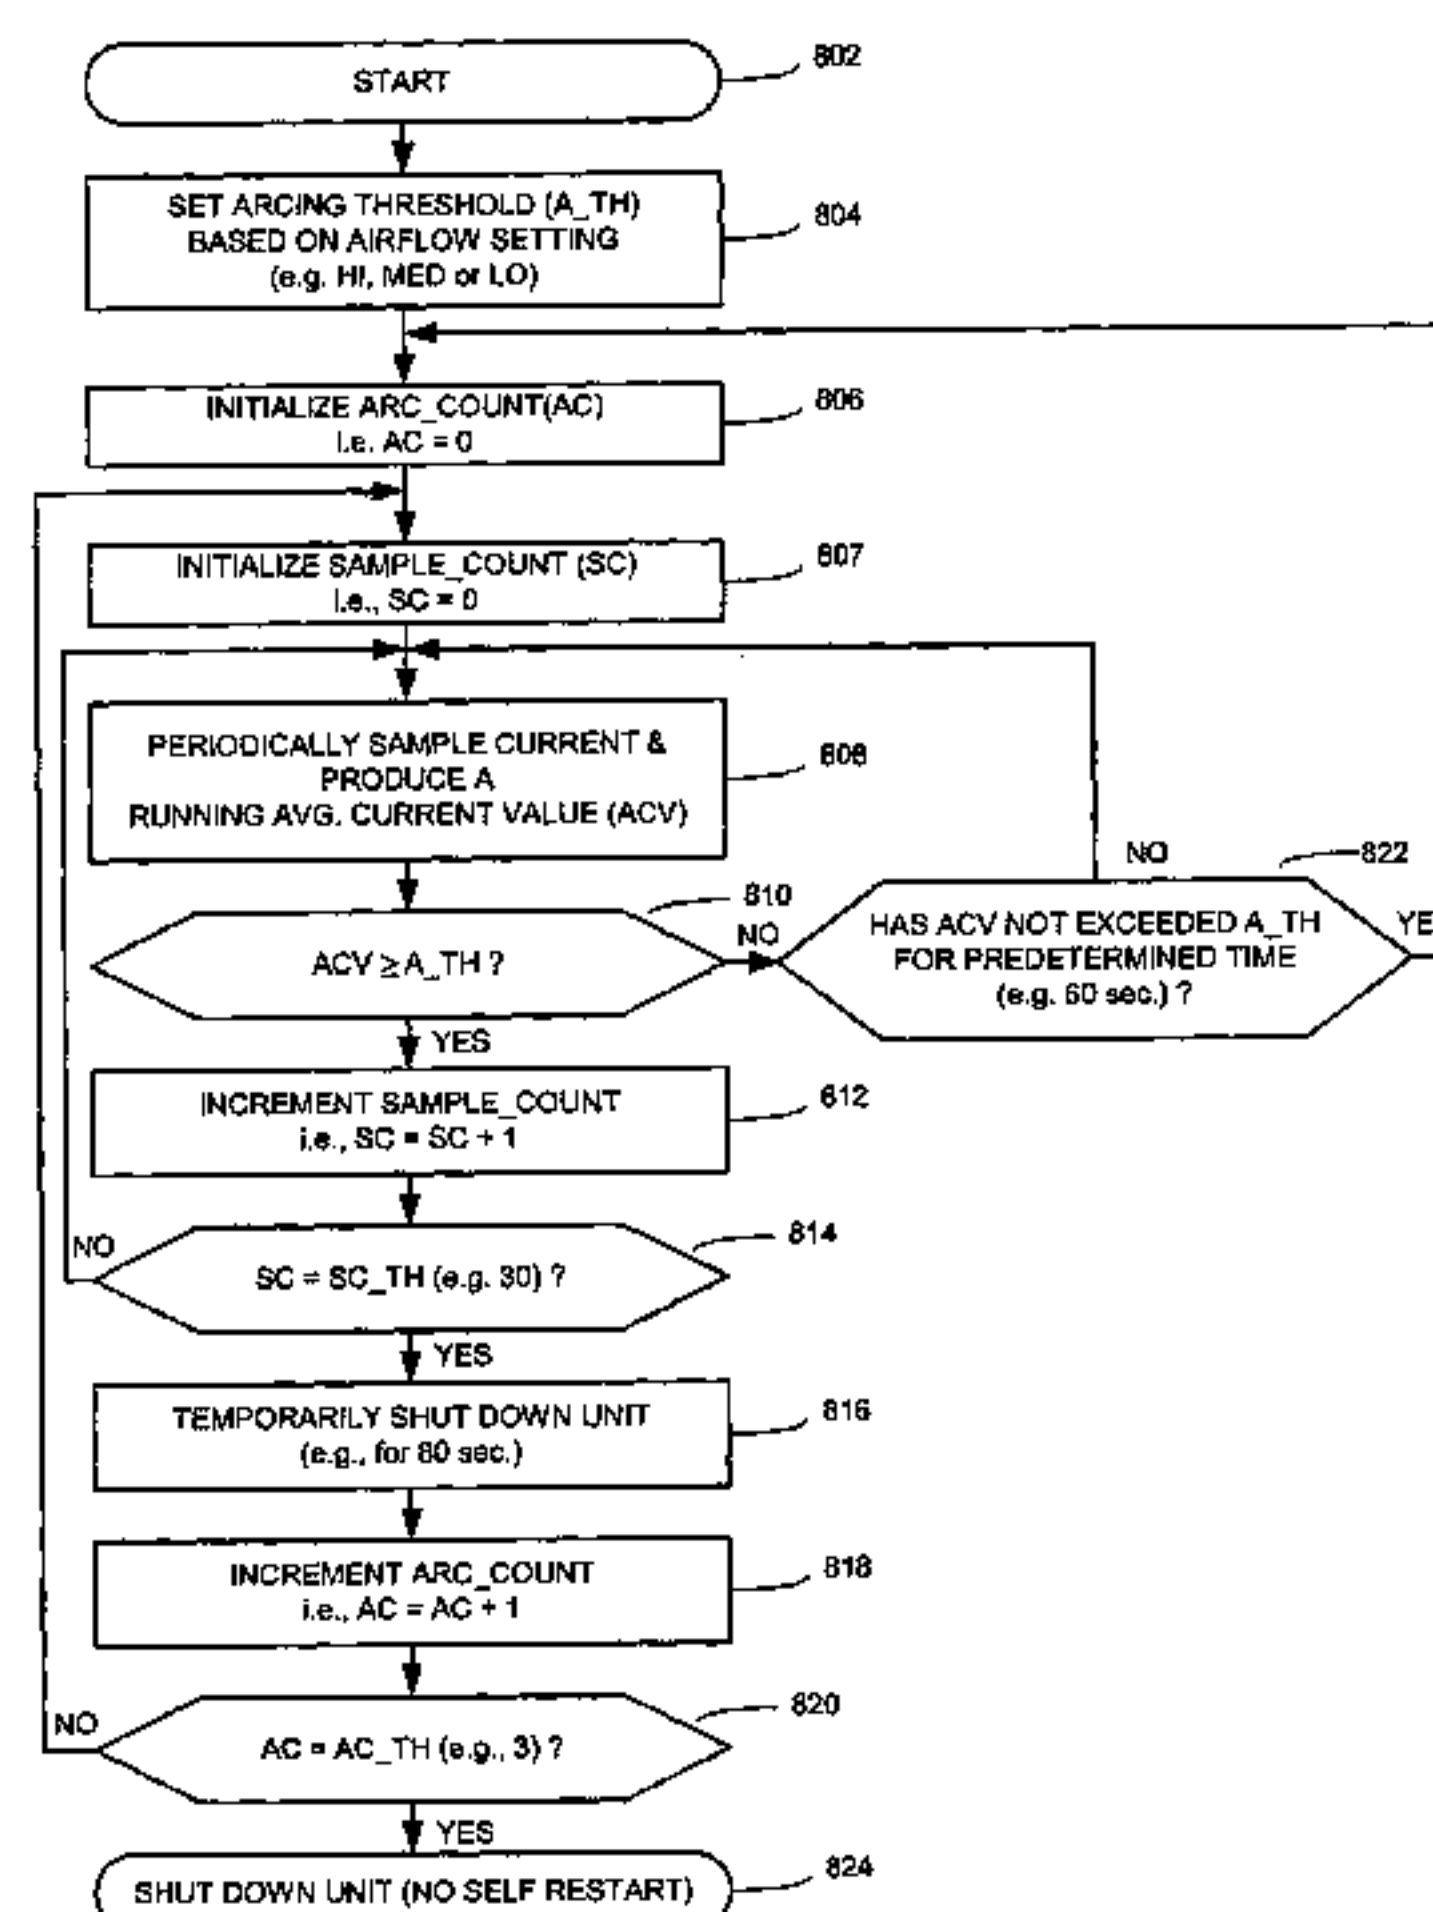 START
802
SET ARCING THRESHOLD (A_TH)
BASED ON AIRFLOW SETTING
(e.g. HI, MED or LO)
804
INITIALIZE ARC_COUNT(AC)
i.e. AC = 0
806
INITIALIZE SAMPLE_COUNT (SC)
i.e., SC = 0
807
PERIODICALLY SAMPLE CURRENT &
PRODUCE A
RUNNING AVG. CURRENT VALUE (ACV)
808
ACV ≥ A_TH ?
810
NO
YES
HAS ACV NOT EXCEEDED A_TH
FOR PREDETERMINED TIME
(e.g. 60 sec.) ?
822
NO
YE
INCREMENT SAMPLE_COUNT
i.e., SC = SC + 1
812
SC = SC_TH (e.g. 30) ?
814
NO
YES
TEMPORARILY SHUT DOWN UNIT
(e.g., for 80 sec.)
816
INCREMENT ARC_COUNT
i.e., AC = AC + 1
818
AC = AC_TH (e.g., 3) ?
820
NO
YES
SHUT DOWN UNIT (NO SELF RESTART)
824